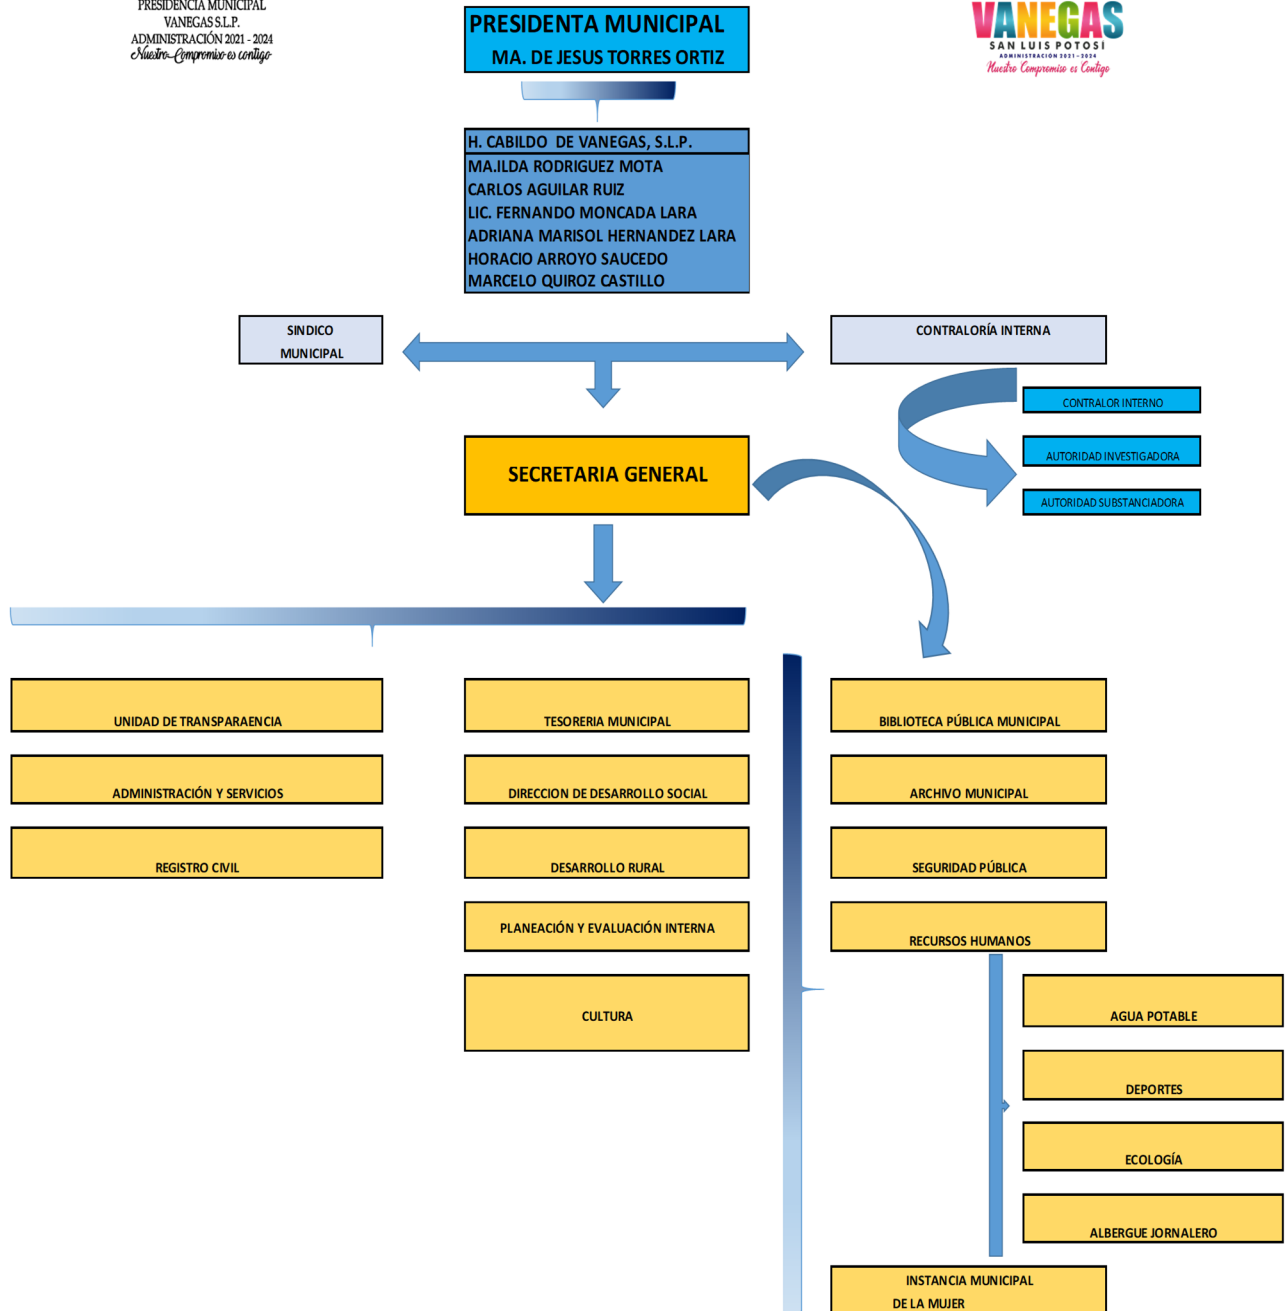 PRESIDENCIA MUNICIPAL
VANEGAS S.L.P.
ADMINISTRACIÓN 2021 - 2024
Nuestro Compromiso es contigo
PRESIDENTA MUNICIPAL
MA. DE JESUS TORRES ORTIZ
VANEGAS
SAN LUIS POTOSÍ
ADMINISTRACIÓN 2021-2024
Nuestro Compromiso es Contigo
H. CABILDO DE VANEGAS, S.L.P.
MA.ILDA RODRIGUEZ MOTA
CARLOS AGUILAR RUIZ
LIC. FERNANDO MONCADA LARA
ADRIANA MARISOL HERNANDEZ LARA
HORACIO ARROYO SAUCEDO
MARCELO QUIROZ CASTILLO
SINDICO
MUNICIPAL
CONTRALORÍA INTERNA
CONTRALOR INTERNO
AUTORIDAD INVESTIGADORA
AUTORIDAD SUBSTANCIADORA
SECRETARIA GENERAL
UNIDAD DE TRANSPARAENCIA
TESORERIA MUNICIPAL
BIBLIOTECA PÚBLICA MUNICIPAL
ADMINISTRACIÓN Y SERVICIOS
DIRECCION DE DESARROLLO SOCIAL
ARCHIVO MUNICIPAL
REGISTRO CIVIL
DESARROLLO RURAL
SEGURIDAD PÚBLICA
PLANEACIÓN Y EVALUACIÓN INTERNA
RECURSOS HUMANOS
CULTURA
AGUA POTABLE
DEPORTES
ECOLOGÍA
ALBERGUE JORNALERO
INSTANCIA MUNICIPAL
DE LA MUJER